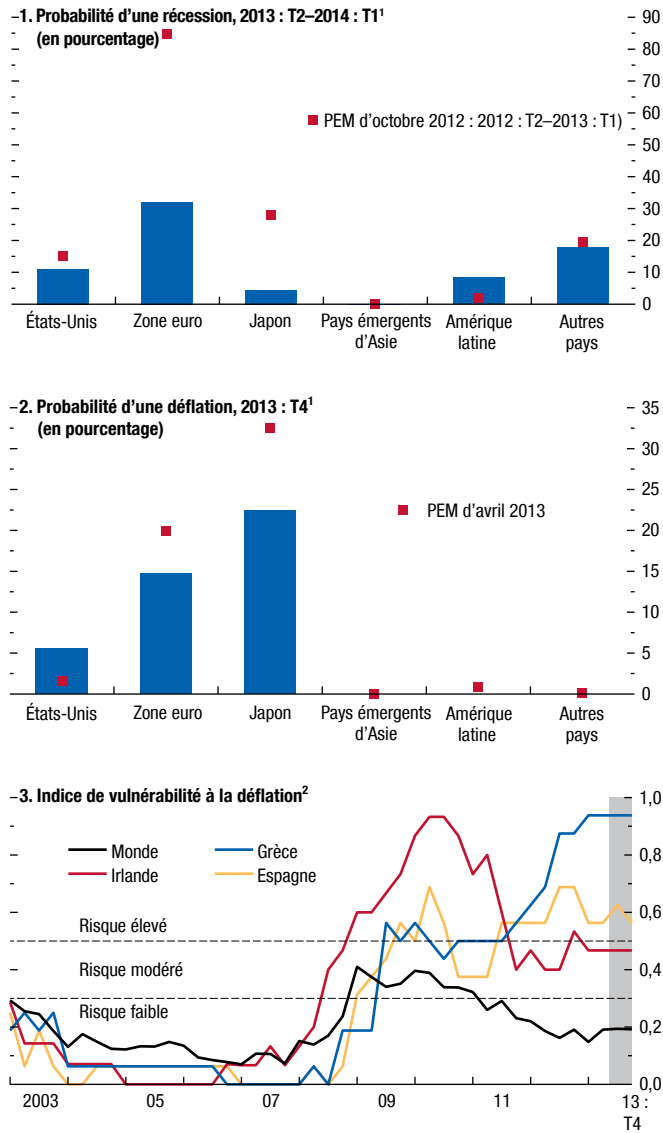 1. Probabilité d'une récession, 2013 : T2–2014 : T1¹
(en pourcentage)
90
80
70
60
50
40
30
20
10
0
PEM d'octobre 2012 : 2012 : T2–2013 : T1)
États-Unis
Zone euro
Japon
Pays émergents
d'Asie
Amérique
latine
Autres
pays
2. Probabilité d'une déflation, 2013 : T4¹
(en pourcentage)
35
30
25
20
15
10
5
0
PEM d'avril 2013
États-Unis
Zone euro
Japon
Pays émergents
d'Asie
Amérique
latine
Autres
pays
3. Indice de vulnérabilité à la déflation²
1,0
0,8
0,6
0,4
0,2
0,0
Monde
Grèce
Irlande
Espagne
Risque élevé
Risque modéré
Risque faible
2003
05
07
09
11
13 :
T4